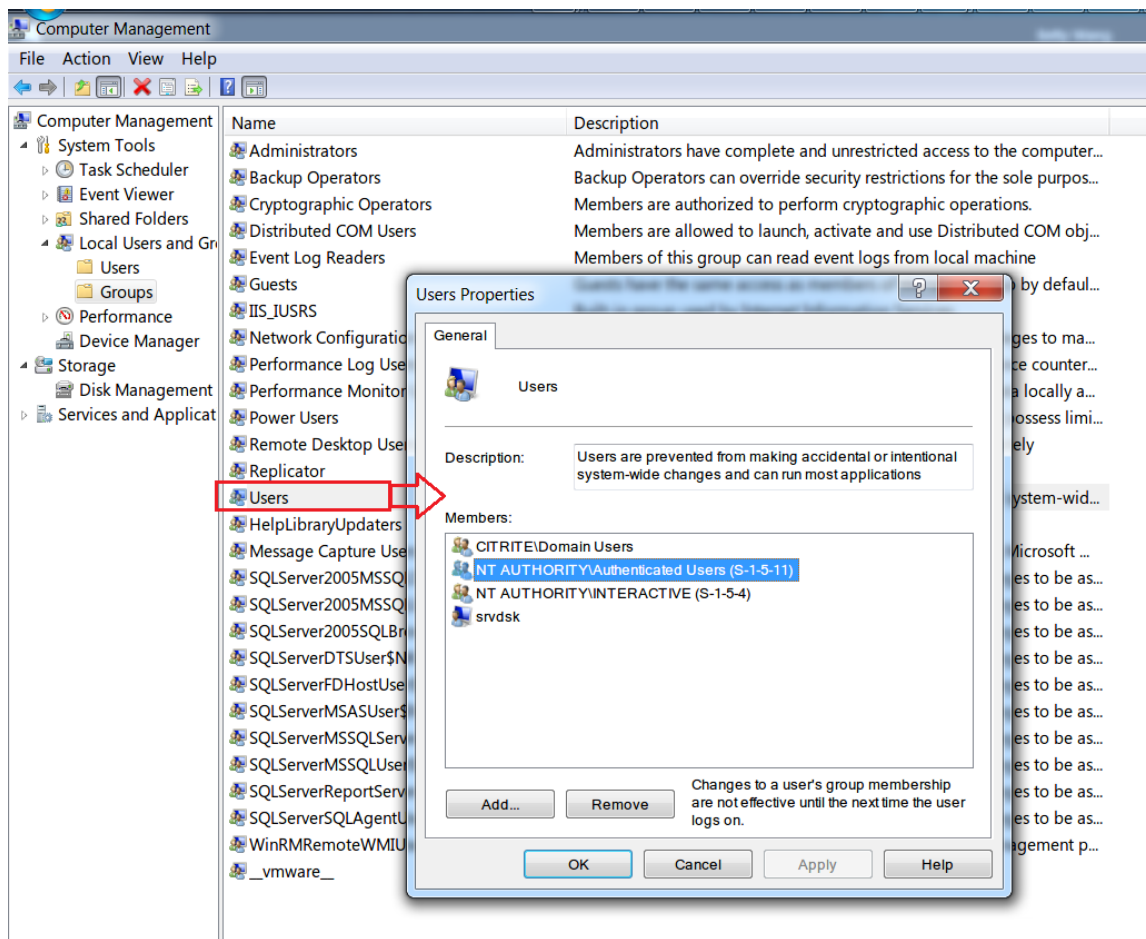 Computer Management
File Action View Help
Computer Management
System Tools
Task Scheduler
Event Viewer
Shared Folders
Local Users and Gr
Users
Groups
Performance
Device Manager
Storage
Disk Management
Services and Applicat
Name Description
Administrators Administrators have complete and unrestricted access to the computer...
Backup Operators Backup Operators can override security restrictions for the sole purpos...
Cryptographic Operators Members are authorized to perform cryptographic operations.
Distributed COM Users Members are allowed to launch, activate and use Distributed COM obj...
Event Log Readers Members of this group can read event logs from local machine
Guests by defaul...
IIS_IUSRS
Network Configuratio ges to ma...
Performance Log Use ce counter...
Performance Monitor a locally a...
Power Users possess limi...
Remote Desktop Use ely
Replicator
Users ystem-wid...
HelpLibraryUpdaters
Message Capture Use Microsoft ...
SQLServer2005MSSQ es to be as...
SQLServer2005MSSQ es to be as...
SQLServer2005SQLBr es to be as...
SQLServerDTSUser$N es to be as...
SQLServerFDHostUse es to be as...
SQLServerMSASUser$ es to be as...
SQLServerMSSQLServ es to be as...
SQLServerMSSQLUser es to be as...
SQLServerReportServ es to be as...
SQLServerSQLAgentU es to be as...
WinRMRemoteWMIU agement p...
__vmware__
Users Properties
General
Users
Description:
Users are prevented from making accidental or intentional
system-wide changes and can run most applications
Members:
CITRITE\Domain Users
NT AUTHORITY\Authenticated Users (S-1-5-11)
NT AUTHORITY\INTERACTIVE (S-1-5-4)
srvdsk
Add... Remove
Changes to a user's group membership
are not effective until the next time the user
logs on.
OK Cancel Apply Help